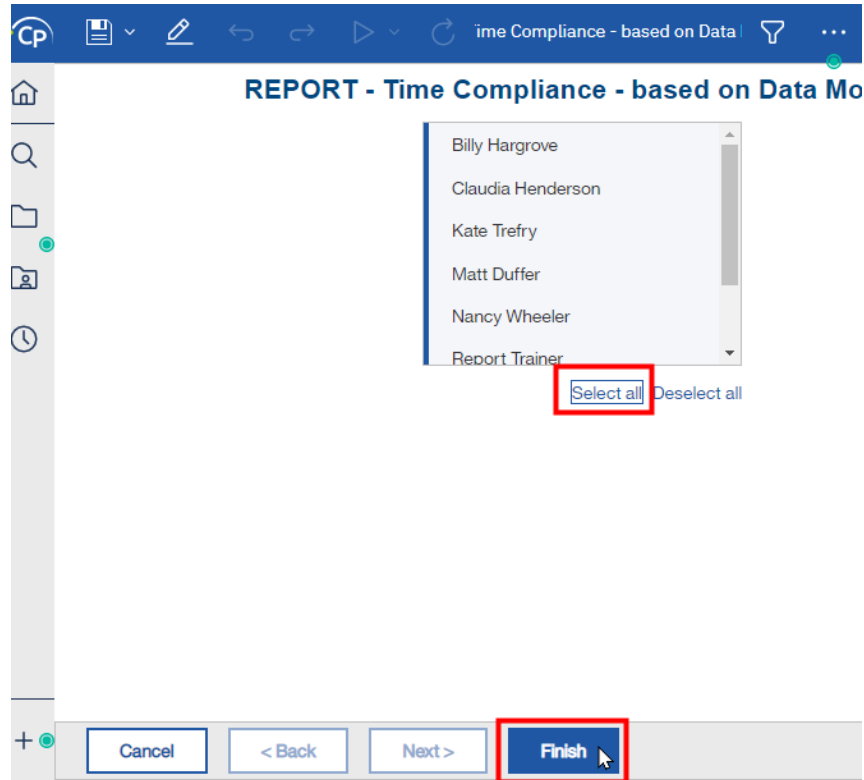 CP
Time Compliance - based on Data
REPORT - Time Compliance - based on Data Mo
Billy Hargrove
Claudia Henderson
Kate Trefry
Matt Duffer
Nancy Wheeler
Report Trainer
Select all Deselect all
Cancel < Back Next > Finish